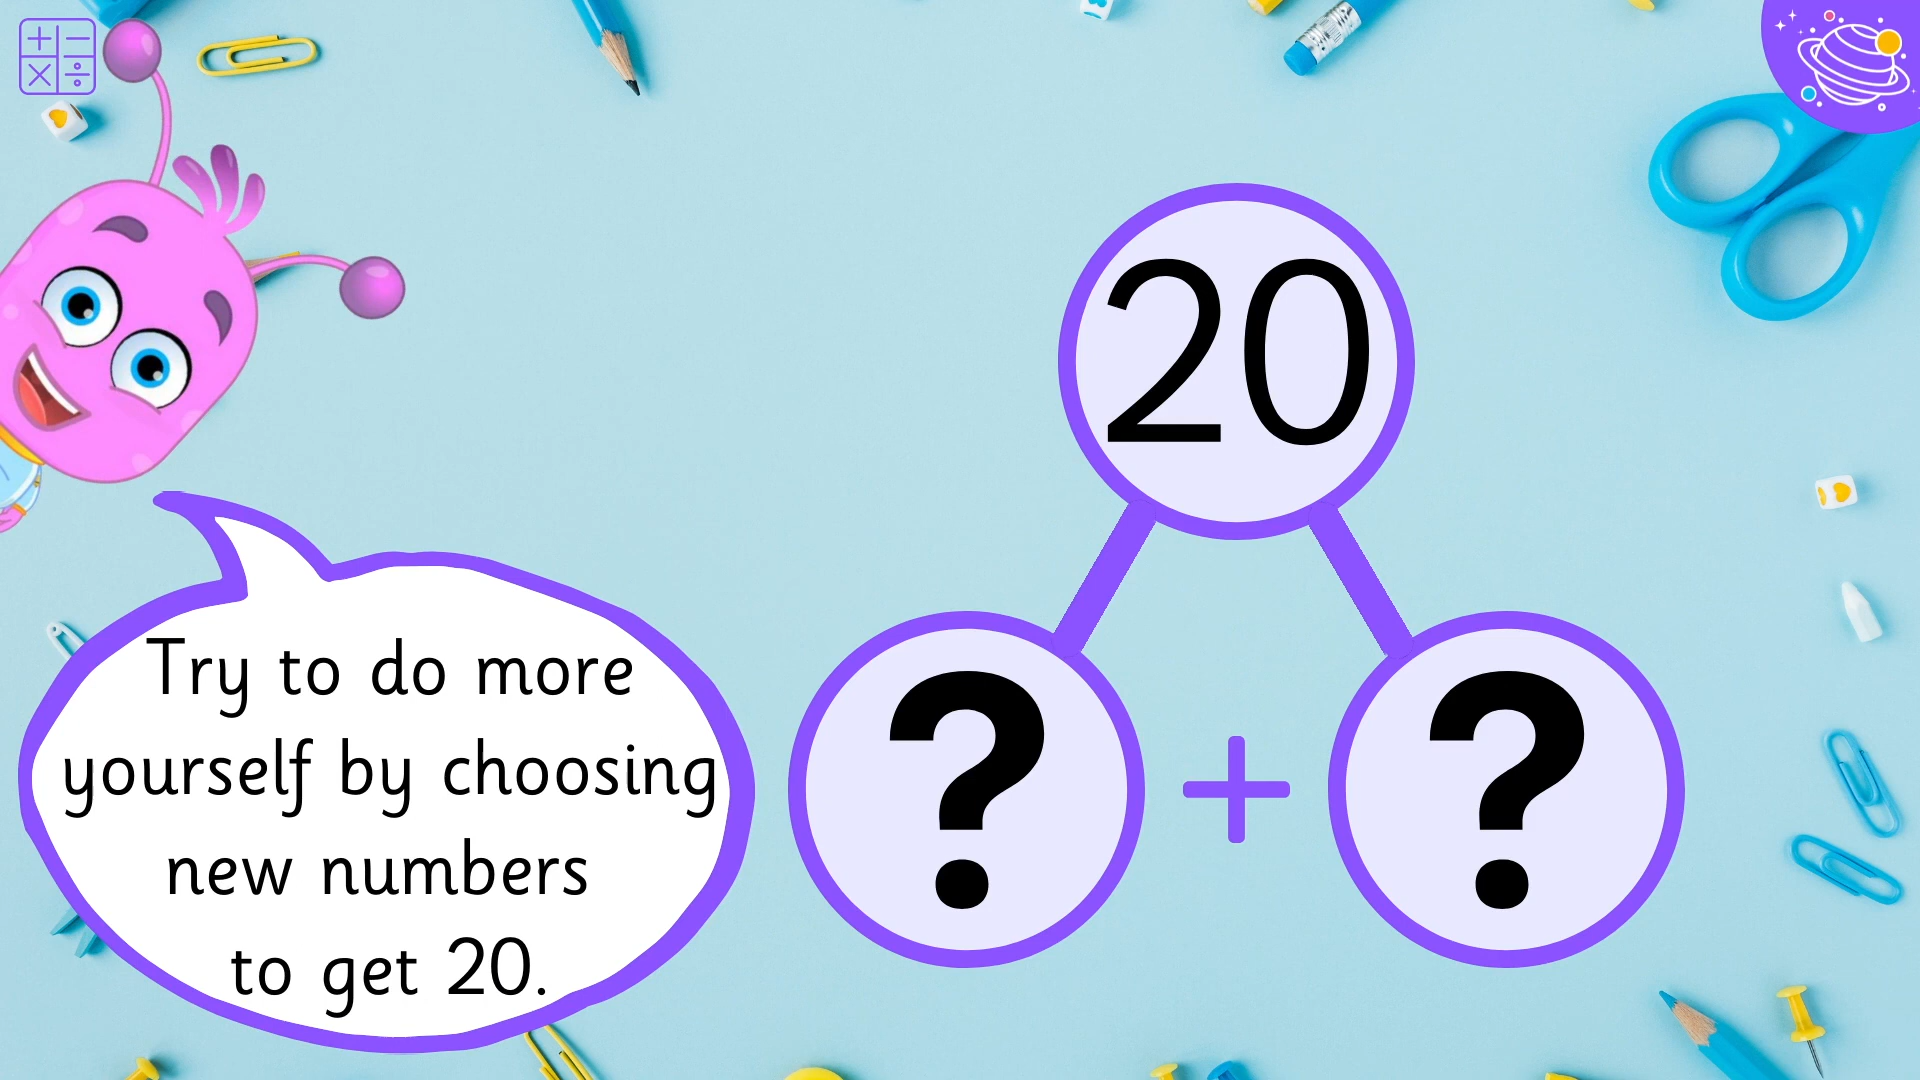 20
Try to do more
yourself by choosing
new numbers
to get 20.
? + ?